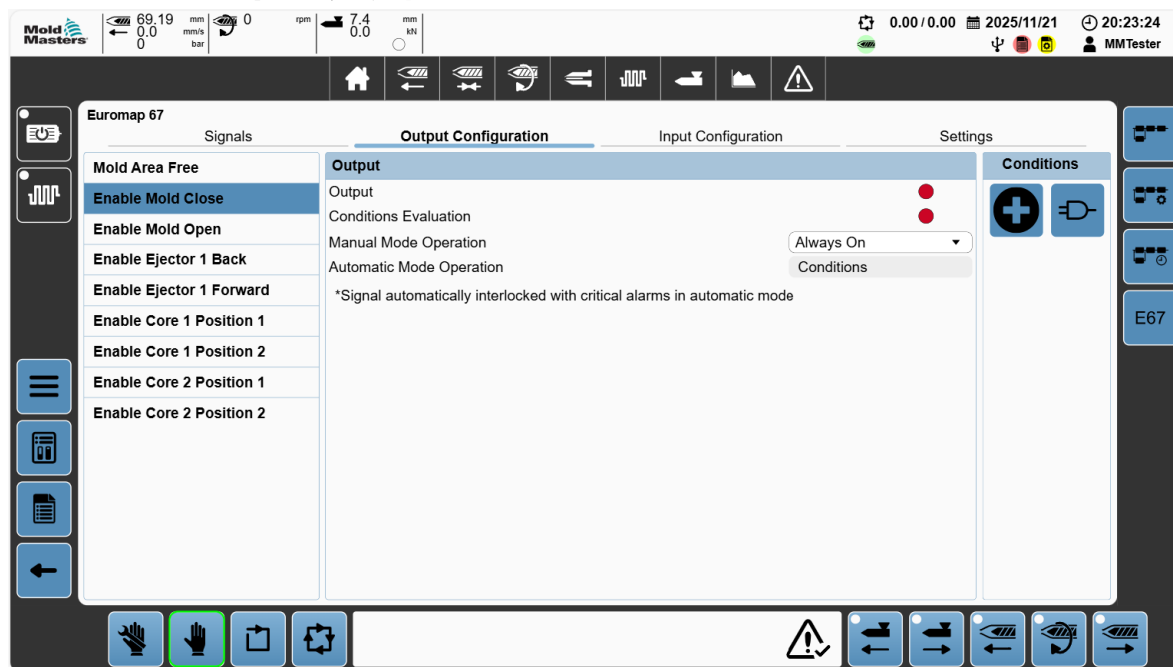 Mold
Masters
69.19 mm
0.0 mm/s
0 bar
0 rpm
7.4 mm
0.0 kN
0.00 / 0.00
2025/11/21
20:23:24
MMTester
Euromap 67
Signals
Output Configuration
Input Configuration
Settings
Mold Area Free
Enable Mold Close
Enable Mold Open
Enable Ejector 1 Back
Enable Ejector 1 Forward
Enable Core 1 Position 1
Enable Core 1 Position 2
Enable Core 2 Position 1
Enable Core 2 Position 2
Output
Output
Conditions Evaluation
Manual Mode Operation Always On
Automatic Mode Operation Conditions
*Signal automatically interlocked with critical alarms in automatic mode
Conditions
E67